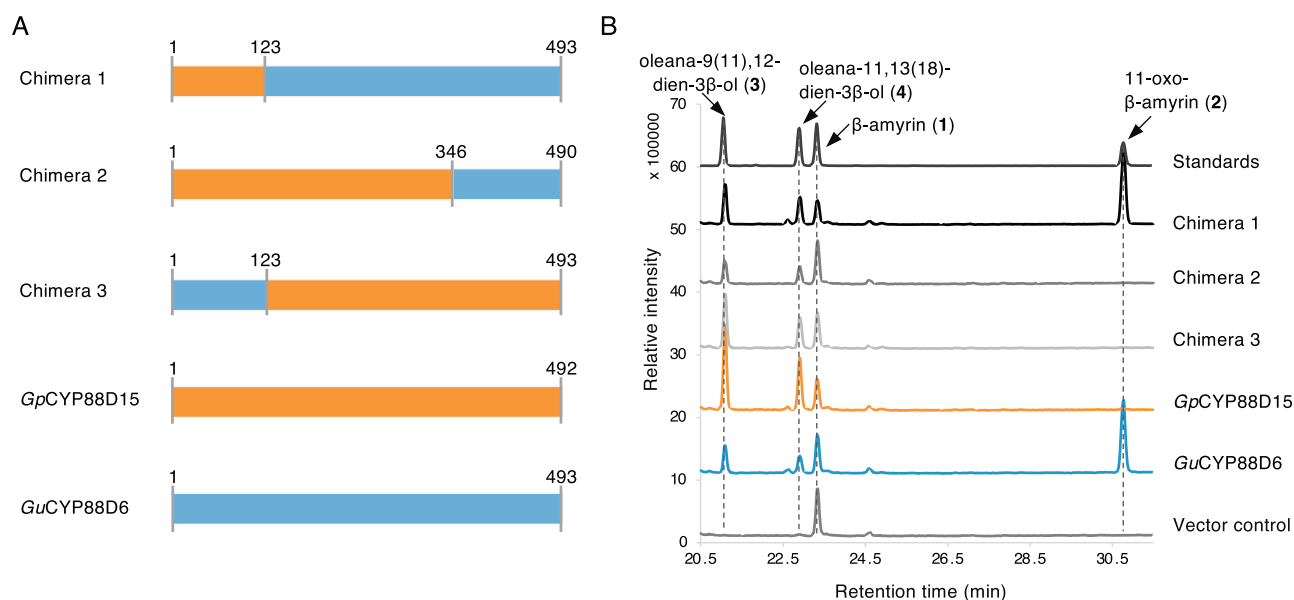 A
1 123 493
Chimera 1
1 346 490
Chimera 2
1 123 493
Chimera 3
1 492
GpCYP88D15
1 493
GuCYP88D6
B
oleana-9(11),12-
dien-3β-ol (3)
oleana-11,13(18)-
dien-3β-ol (4)
β-amyrin (1)
11-oxo-
β-amyrin (2)
x 100000
Relative intensity
70
60
50
40
30
20
10
0
Standards
Chimera 1
Chimera 2
Chimera 3
GpCYP88D15
GuCYP88D6
Vector control
20.5 22.5 24.5 26.5 28.5 30.5
Retention time (min)